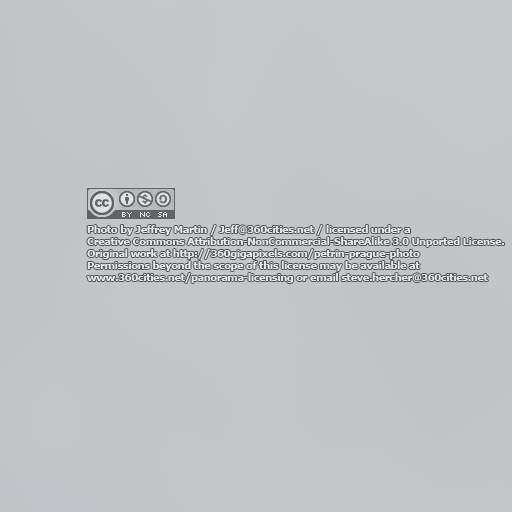 cc
BY NC SA
Photo by Jeffrey Martin / Jeff@360cities.net / licensed under a
Creative Commons Attribution-NonCommercial-ShareAlike 3.0 Unported License.
Original work at http://360gigapixels.com/petrin-prague-photo
Permissions beyond the scope of this license may be available at
www.360cities.net/panorama-licensing or email steve.hercher@360cities.net